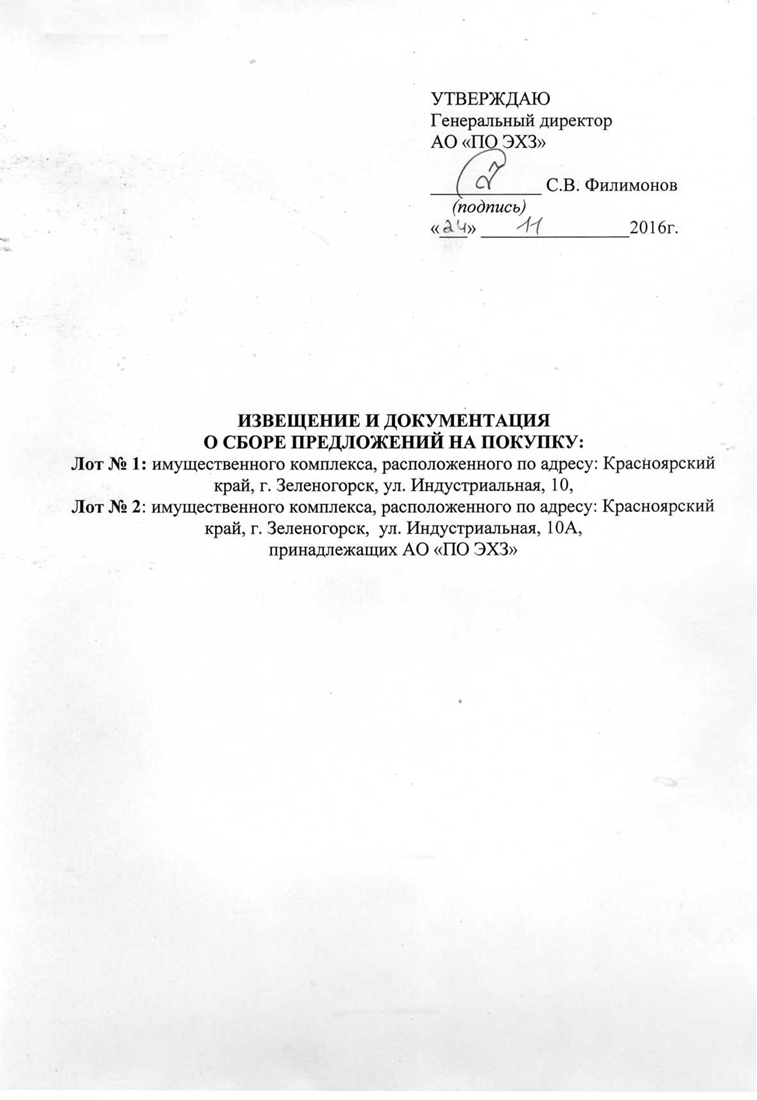 УТВЕРЖДАЮ
Генеральный директор
АО «ПО ЭХЗ»
____________ С.В. Филимонов
(подпись)
«24» ______11__________2016г.
ИЗВЕЩЕНИЕ И ДОКУМЕНТАЦИЯ
О СБОРЕ ПРЕДЛОЖЕНИЙ НА ПОКУПКУ:
Лот № 1: имущественного комплекса, расположенного по адресу: Красноярский
край, г. Зеленогорск, ул. Индустриальная, 10,
Лот № 2: имущественного комплекса, расположенного по адресу: Красноярский
край, г. Зеленогорск, ул. Индустриальная, 10А,
принадлежащих АО «ПО ЭХЗ»